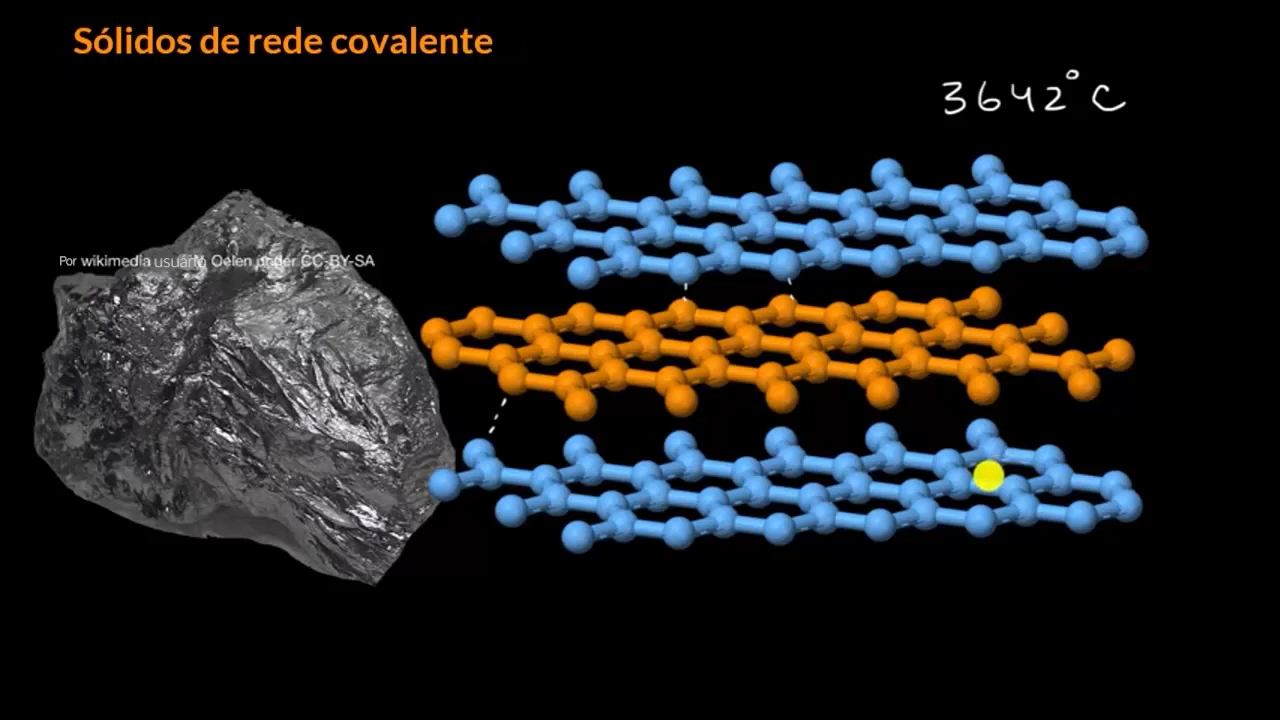 Sólidos de rede covalente
3642°C
Por wikimedia usuário Oelen under CC-BY-SA